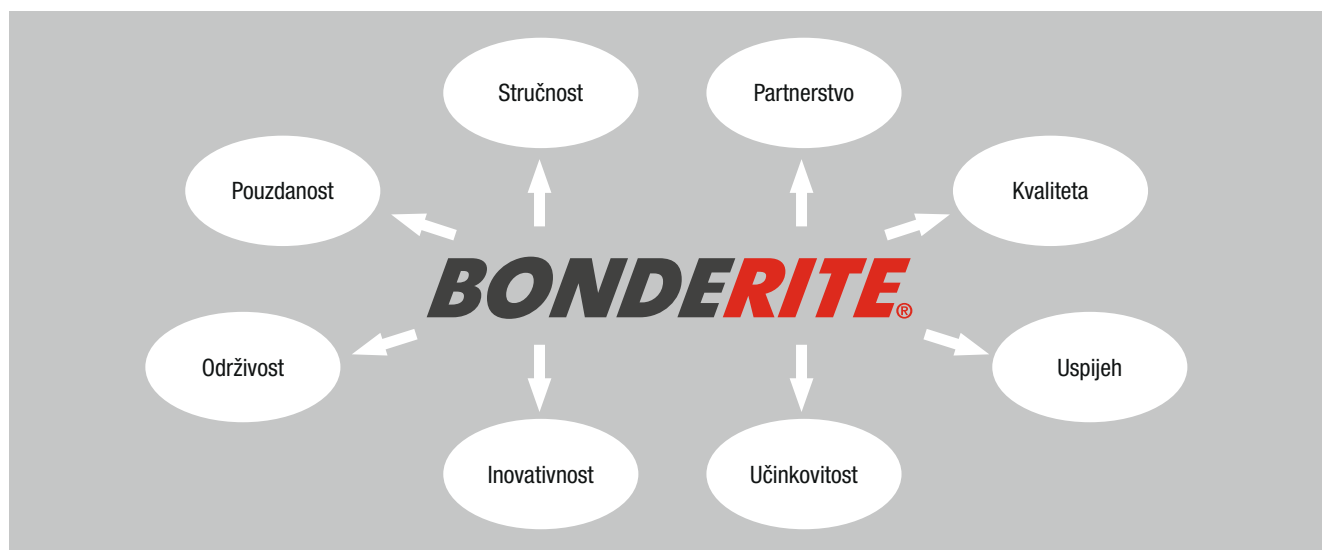 Stručnost
Partnerstvo
Pouzdanost
Kvaliteta
BONDERITE®
Održivost
Uspijeh
Inovativnost
Učinkovitost